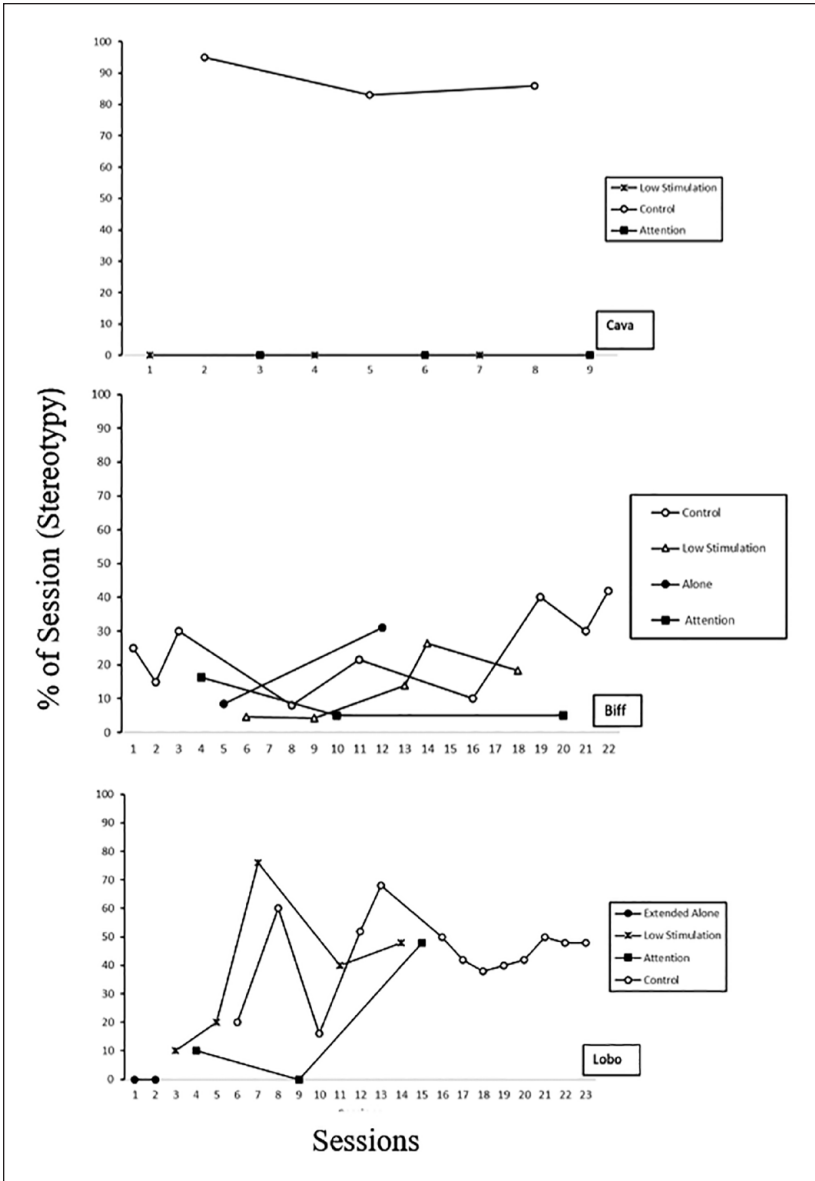 % of Session (Stereotypy)
100
90
80
70
60
50
40
30
20
10
0
1 2 3 4 5 6 7 8 9
Low Stimulation
Control
Attention
Cava
100
90
80
70
60
50
40
30
20
10
0
1 2 3 4 5 6 7 8 9 10 11 12 13 14 15 16 17 18 19 20 21 22
Control
Low Stimulation
Alone
Attention
Biff
100
90
80
70
60
50
40
30
20
10
0
1 2 3 4 5 6 7 8 9 10 11 12 13 14 15 16 17 18 19 20 21 22 23
Extended Alone
Low Stimulation
Attention
Control
Lobo
Sessions